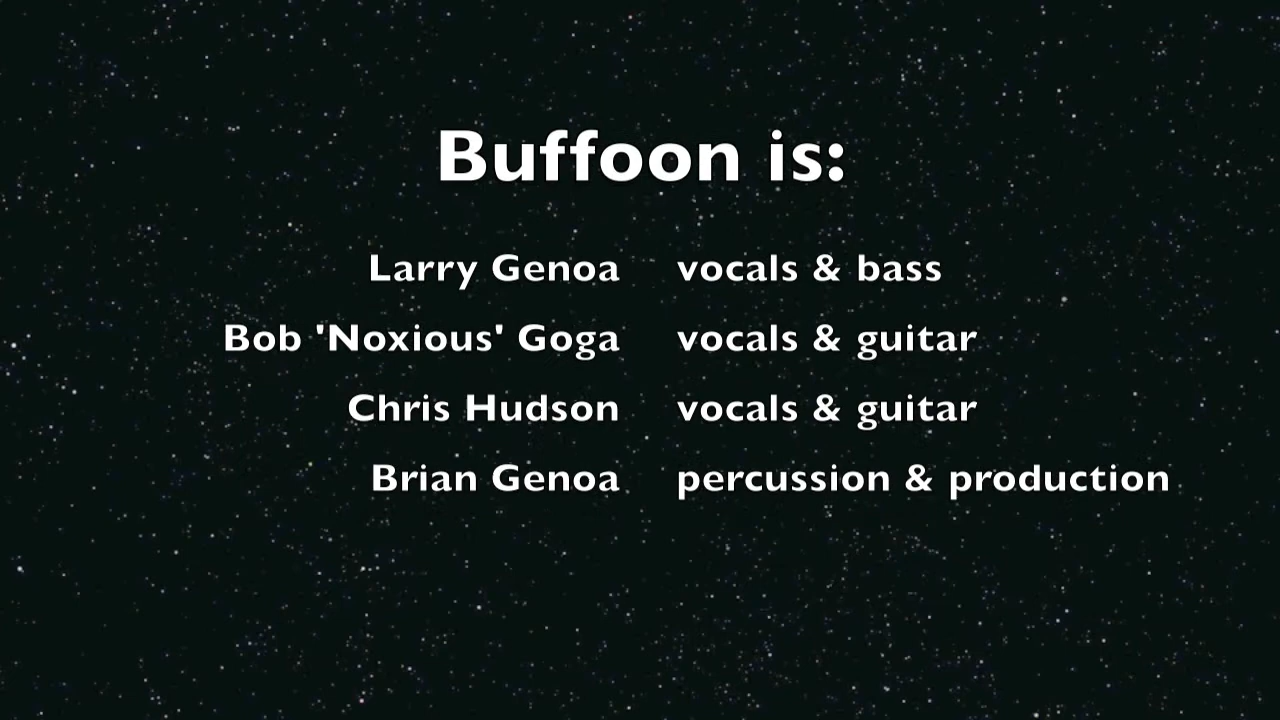 Buffoon is:
Larry Genoa vocals & bass
Bob 'Noxious' Goga vocals & guitar
Chris Hudson vocals & guitar
Brian Genoa percussion & production